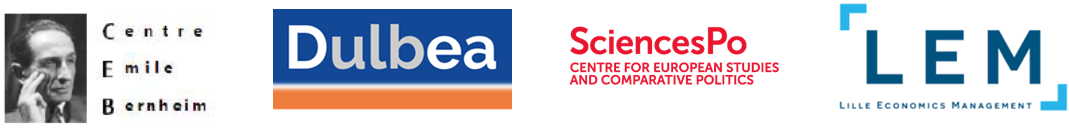 Centre
Emile
Bernheim
Dulbea
SciencesPo
CENTRE FOR EUROPEAN STUDIES
AND COMPARATIVE POLITICS
LEM
LILLE ECONOMICS MANAGEMENT